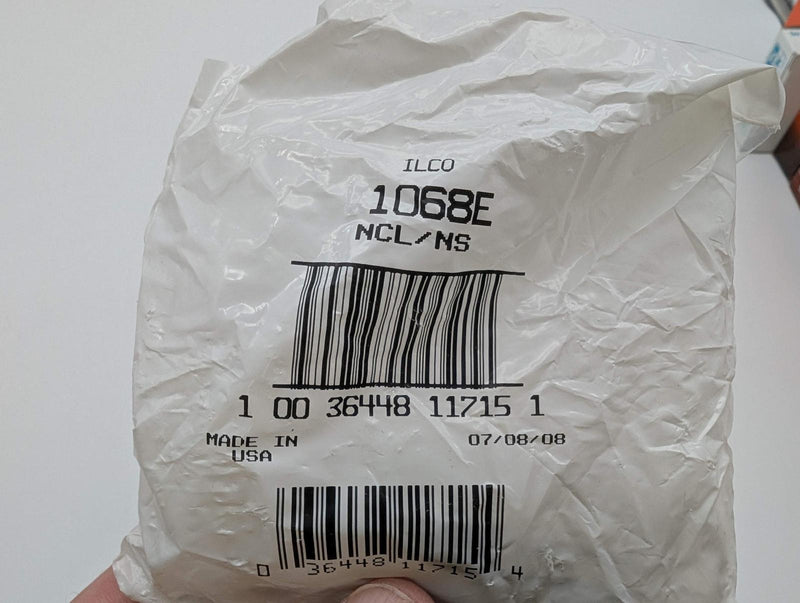 ILCO
1068E
NCL/NS
1 00 36448 11715 1
MADE IN 07/08/08
USA
0 36448 11715 4